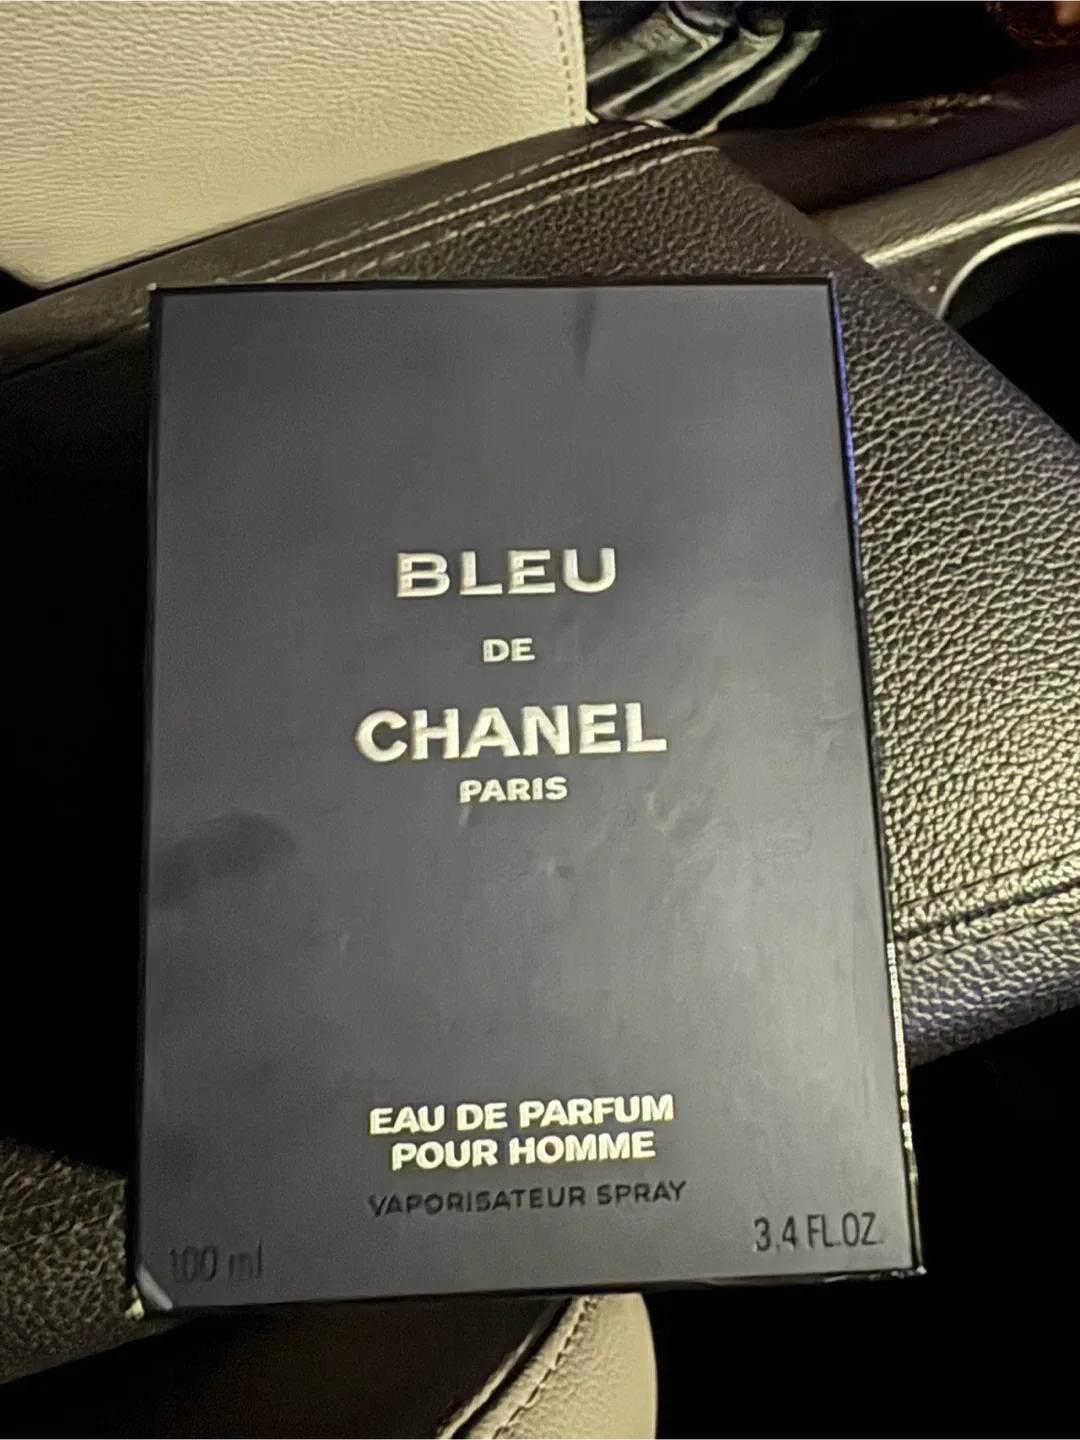 BLEU
DE
CHANEL
PARIS
EAU DE PARFUM
POUR HOMME
VAPORISATEUR SPRAY
100 ml
3.4 FL.OZ.